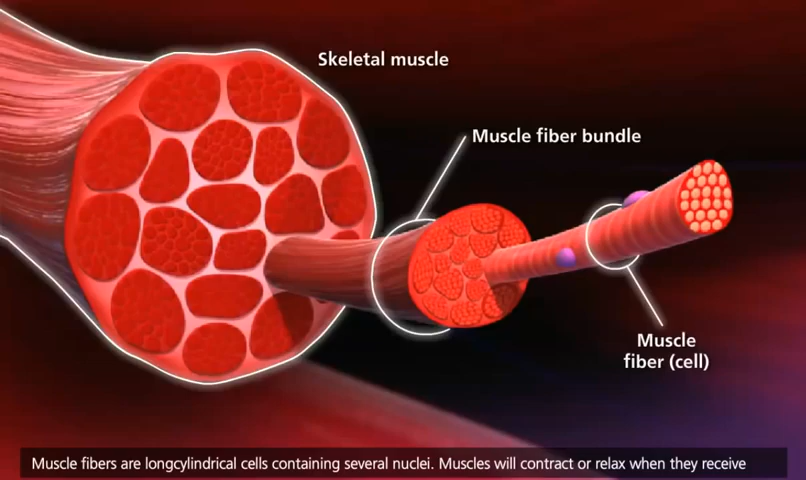 Skeletal muscle
Muscle fiber bundle
Muscle
fiber (cell)
Muscle fibers are longcylindrical cells containing several nuclei. Muscles will contract or relax when they receive